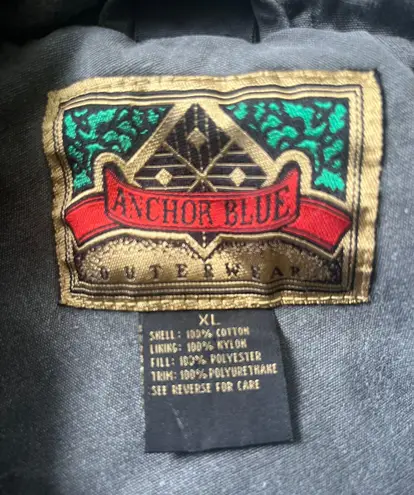 ANCHOR BLUE
OUTERWEAR
XL
SHELL: 100% COTTON
LINING: 100% NYLON
FILL: 100% POLYESTER
TRIM: 100% POLYURETHANE
SEE REVERSE FOR CARE